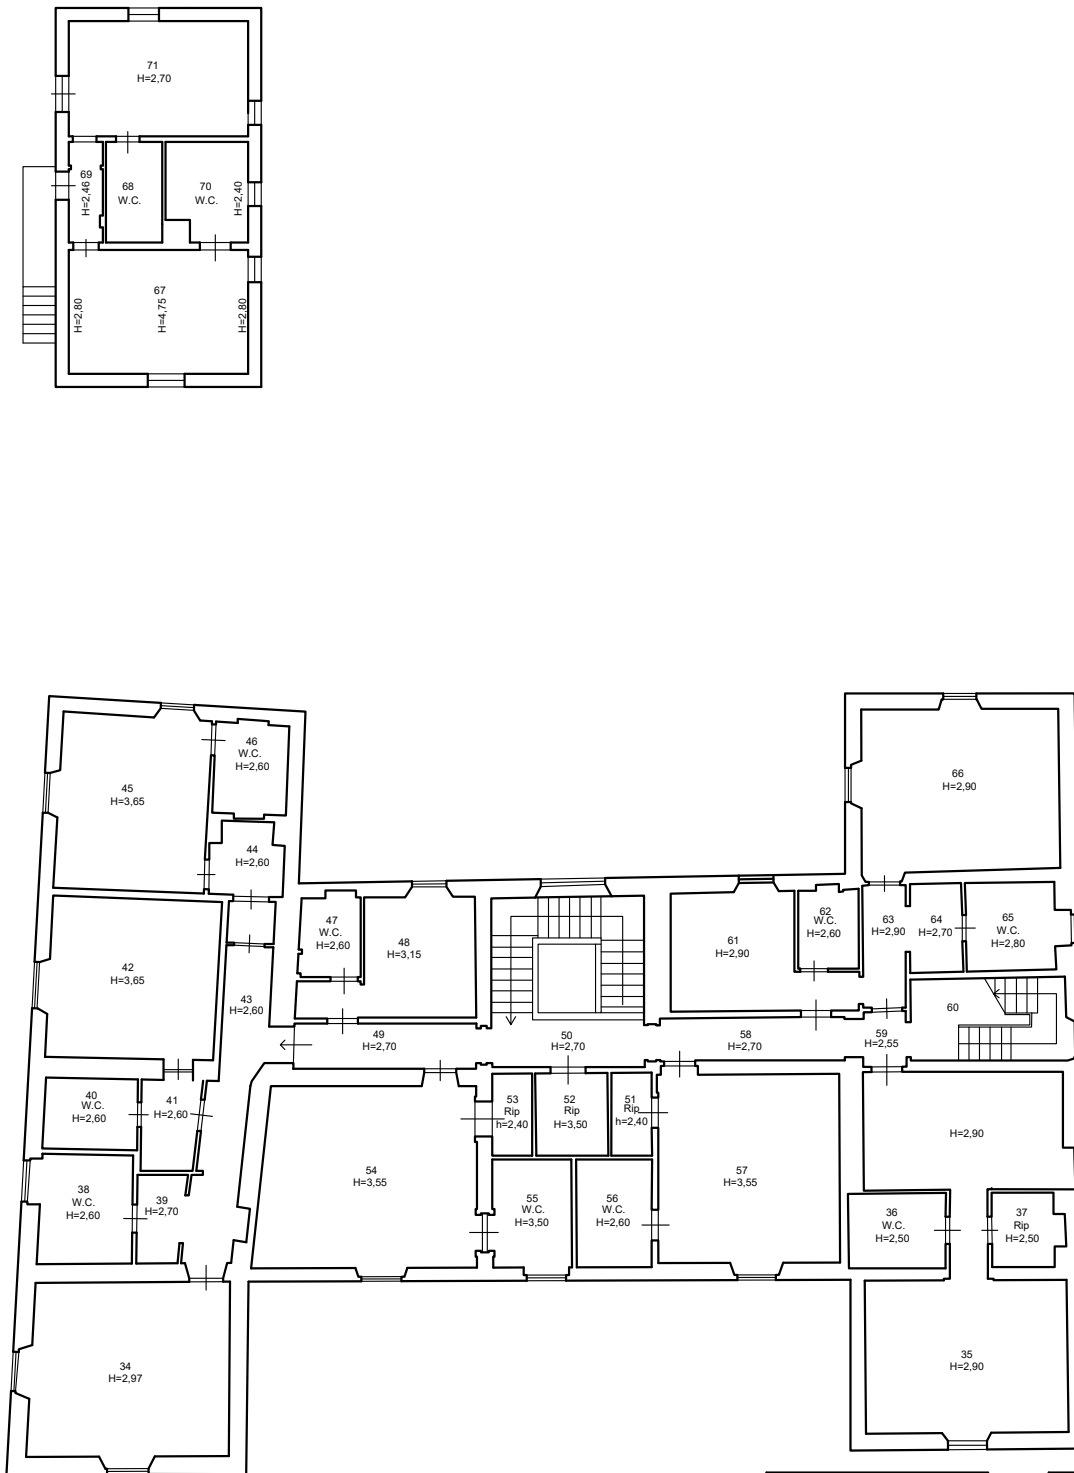 71
H=2,70
69
H=2,46
68
W.C.
70
W.C.
H=2,40
67
H=4,75
H=2,80
H=2,80
46
W.C.
H=2,60
45
H=3,65
44
H=2,60
66
H=2,90
47
W.C.
H=2,60
48
H=3,15
61
H=2,90
62
W.C.
H=2,60
63
H=2,90
64
H=2,70
65
W.C.
H=2,80
42
H=3,65
43
H=2,60
60
49
H=2,70
50
H=2,70
58
H=2,70
59
H=2,55
40
W.C.
H=2,60
41
H=2,60
53
Rip
h=2,40
52
Rip
H=3,50
51
Rip
h=2,40
H=2,90
54
H=3,55
57
H=3,55
38
W.C.
H=2,60
39
H=2,70
55
W.C.
H=3,50
56
W.C.
H=2,60
36
W.C.
H=2,50
37
Rip
H=2,50
34
H=2,97
35
H=2,90